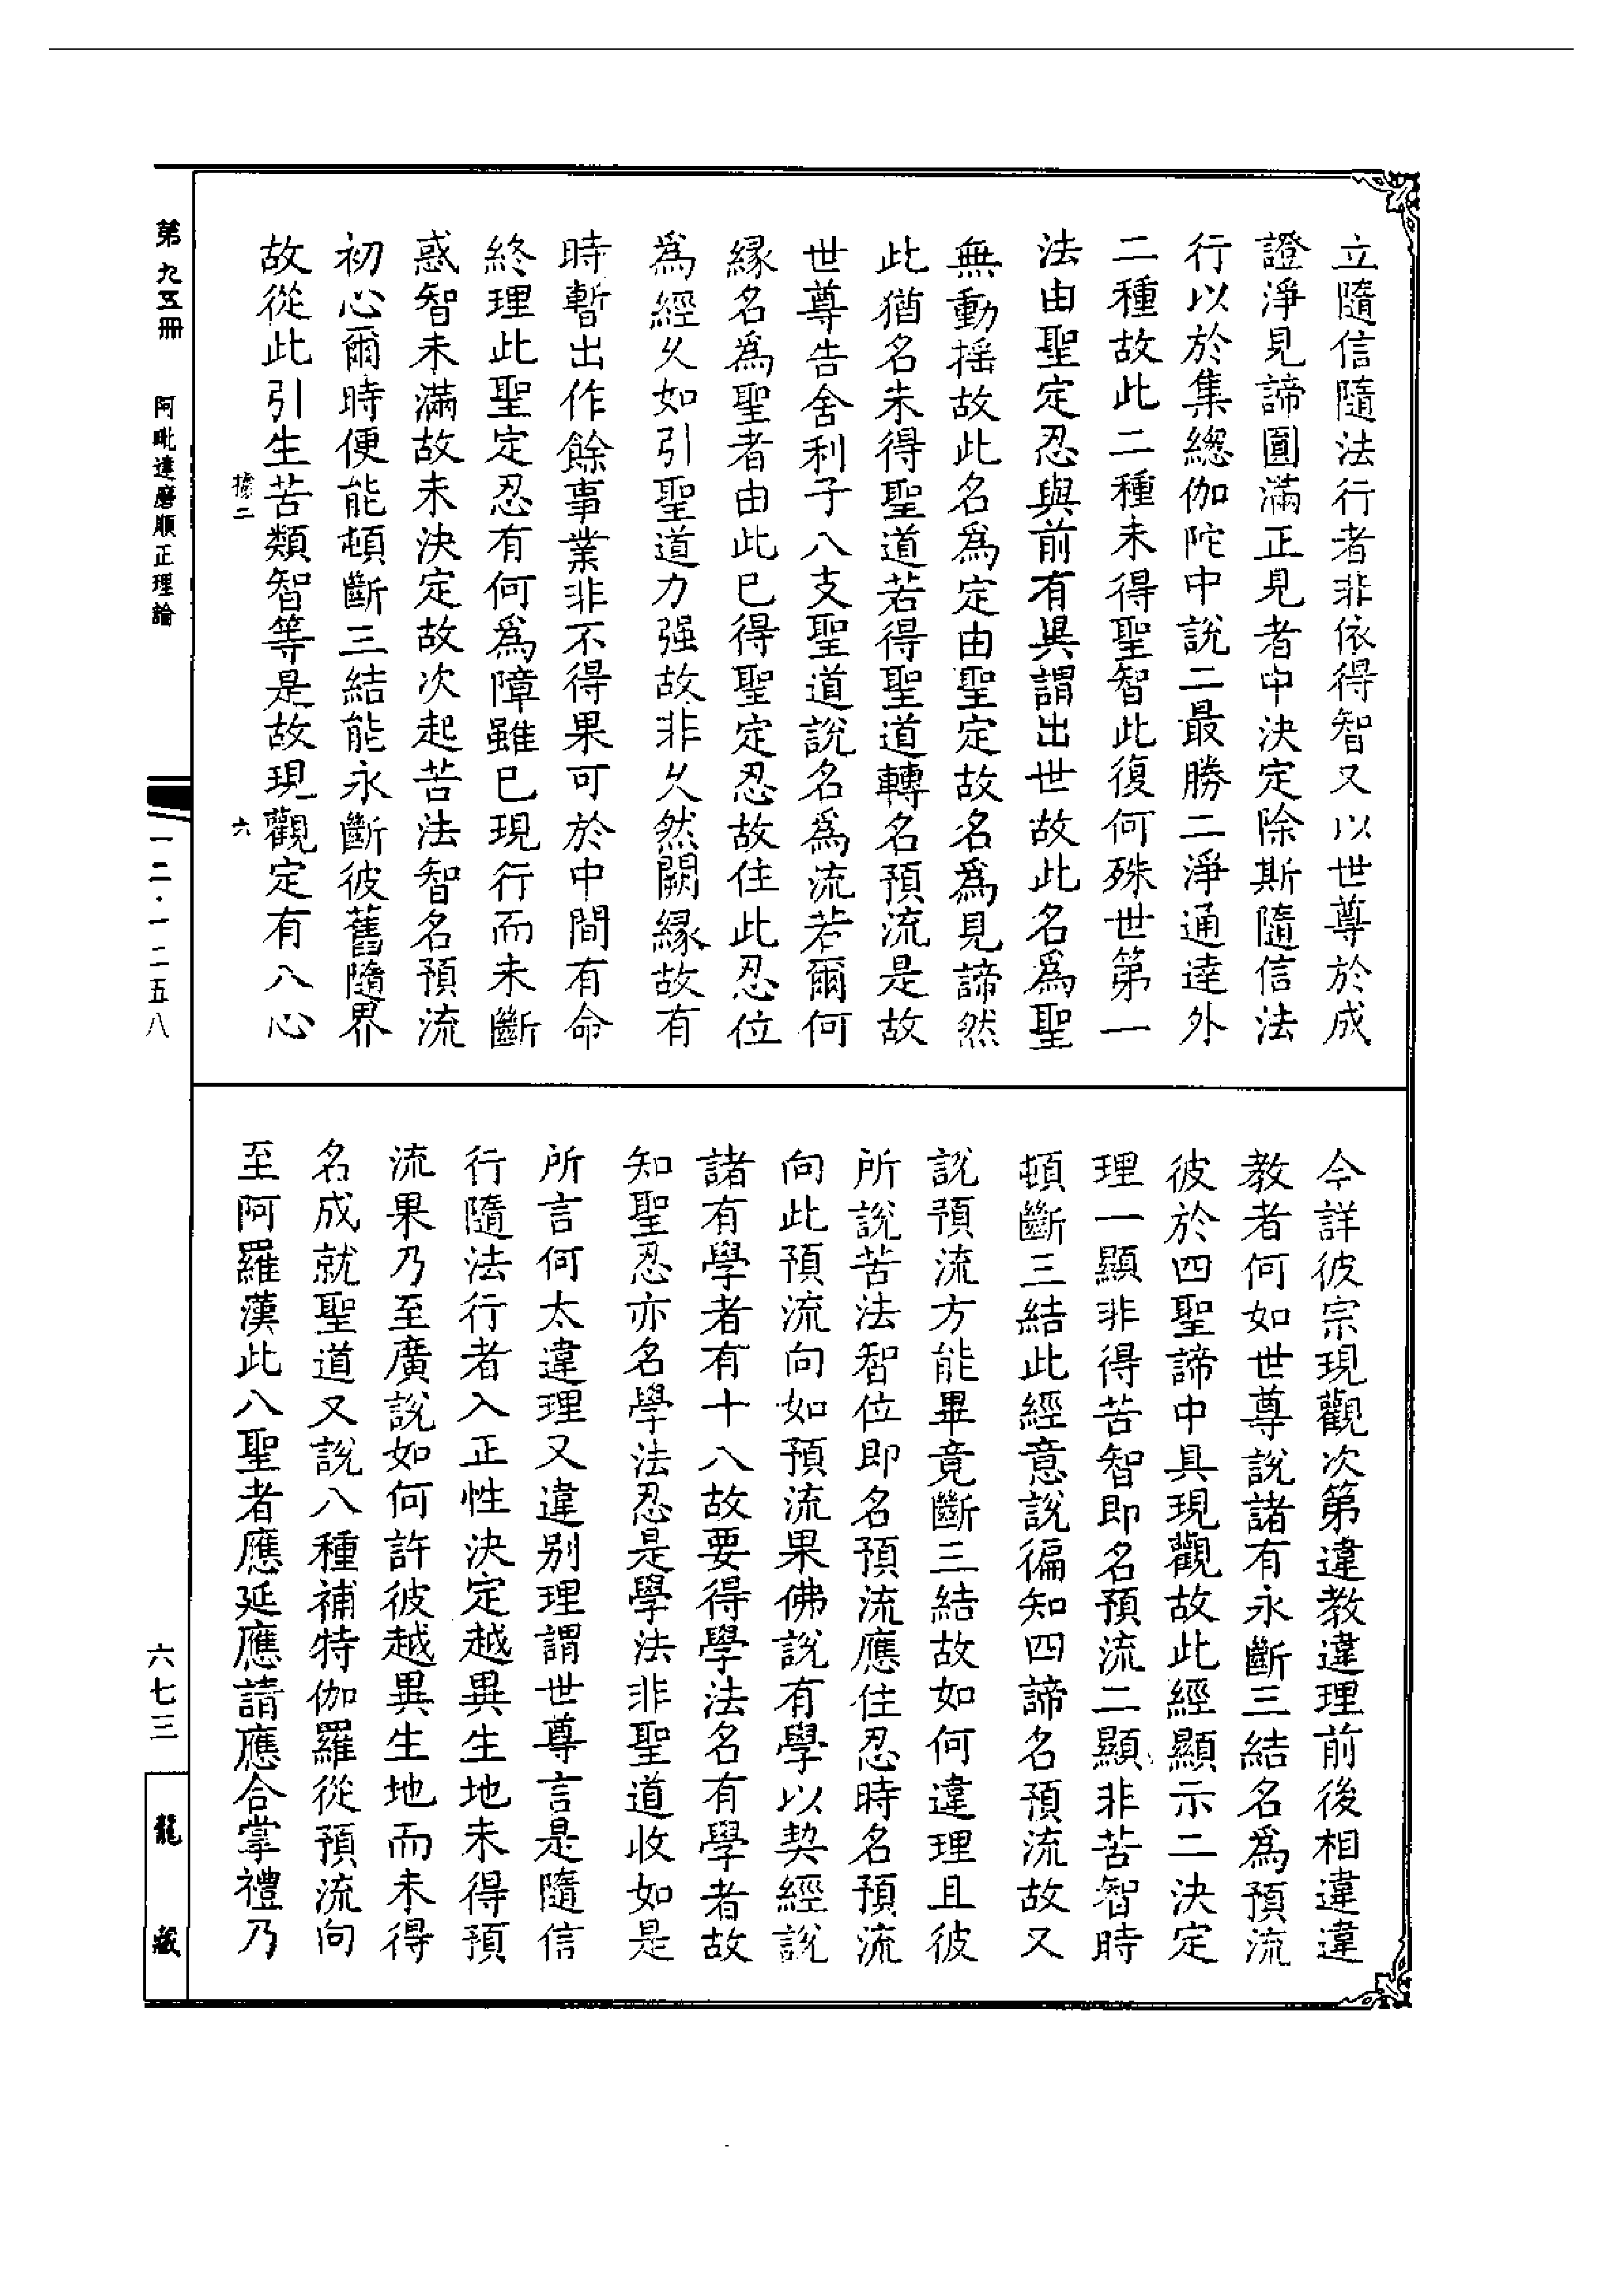 立隨信隨法行者非依得智又以世尊於成
證淨見諦圓滿正見者中決定除斯隨信法
行以於集緫伽陀中說二最勝二淨通達外
二種故此二種未得聖智此復何殊世第一
法由聖定忍與前有異謂出世故此名爲聖
無動揺故此名爲定由聖定故名爲見諦然
此猶名未得聖道若得聖道轉名預流是故
世尊告舍利子八支聖道說名爲流若爾何
縁名爲聖者由此已得聖定忍故住此忍位
爲經乆如引聖道力强故非乆然闕縁故有
時暫出作餘事業非不得果可於中間有命
終理此聖定忍有何爲障雖已現行而未斷
惑智未滿故未決定故次起苦法智名預流
初心爾時便能頓斷三結能永斷彼舊隨界
故從此引生苦類智等是故現觀定有八心
今詳彼宗現觀次第違教違理前後相違違
教者何如世尊說諸有永斷三結名爲預流
彼於四聖諦中具現觀故此經顯示二決定
理一顯非得苦智即名預流二顯非苦智時
頓斷三結此經意說徧知四諦名預流故又
說預流方能畢竟斷三結故如何違理且彼
所說苦法智位即名預流應住忍時名預流
向此預流向如預流果佛說有學以契經說
諸有學者有十八故要得學法名有學者故
知聖忍亦名學法忍是學法非聖道收如是
所言何太違理又違别理謂世尊言是隨信
行隨法行者入正性決定越異生地未得預
流果乃至廣說如何許彼越異生地而未得
名成就聖道又說八種補特伽羅從預流向
至阿羅漢此八聖者應延應請應合掌禮乃
第九五冊
阿毗達磨順正理論
一二·一二五八
六七三
龍藏
二
六